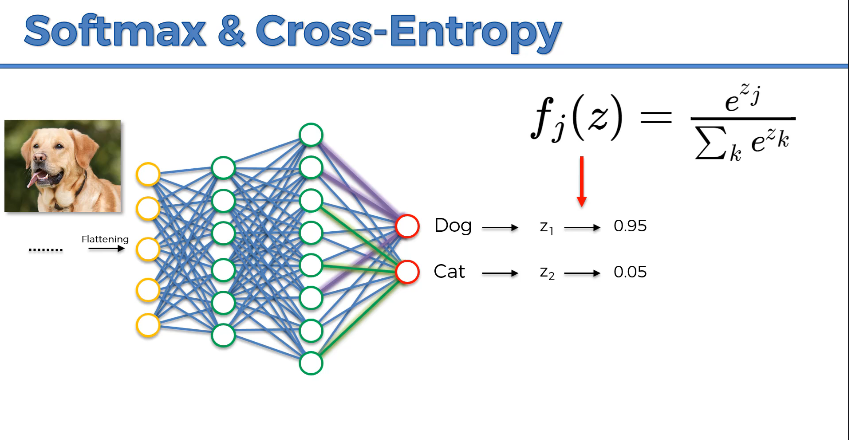 Softmax & Cross-Entropy
f_j(z) = e^{z_j} / ∑_k e^{z_k}
........ Flattening
Dog z₁ 0.95
Cat z₂ 0.05